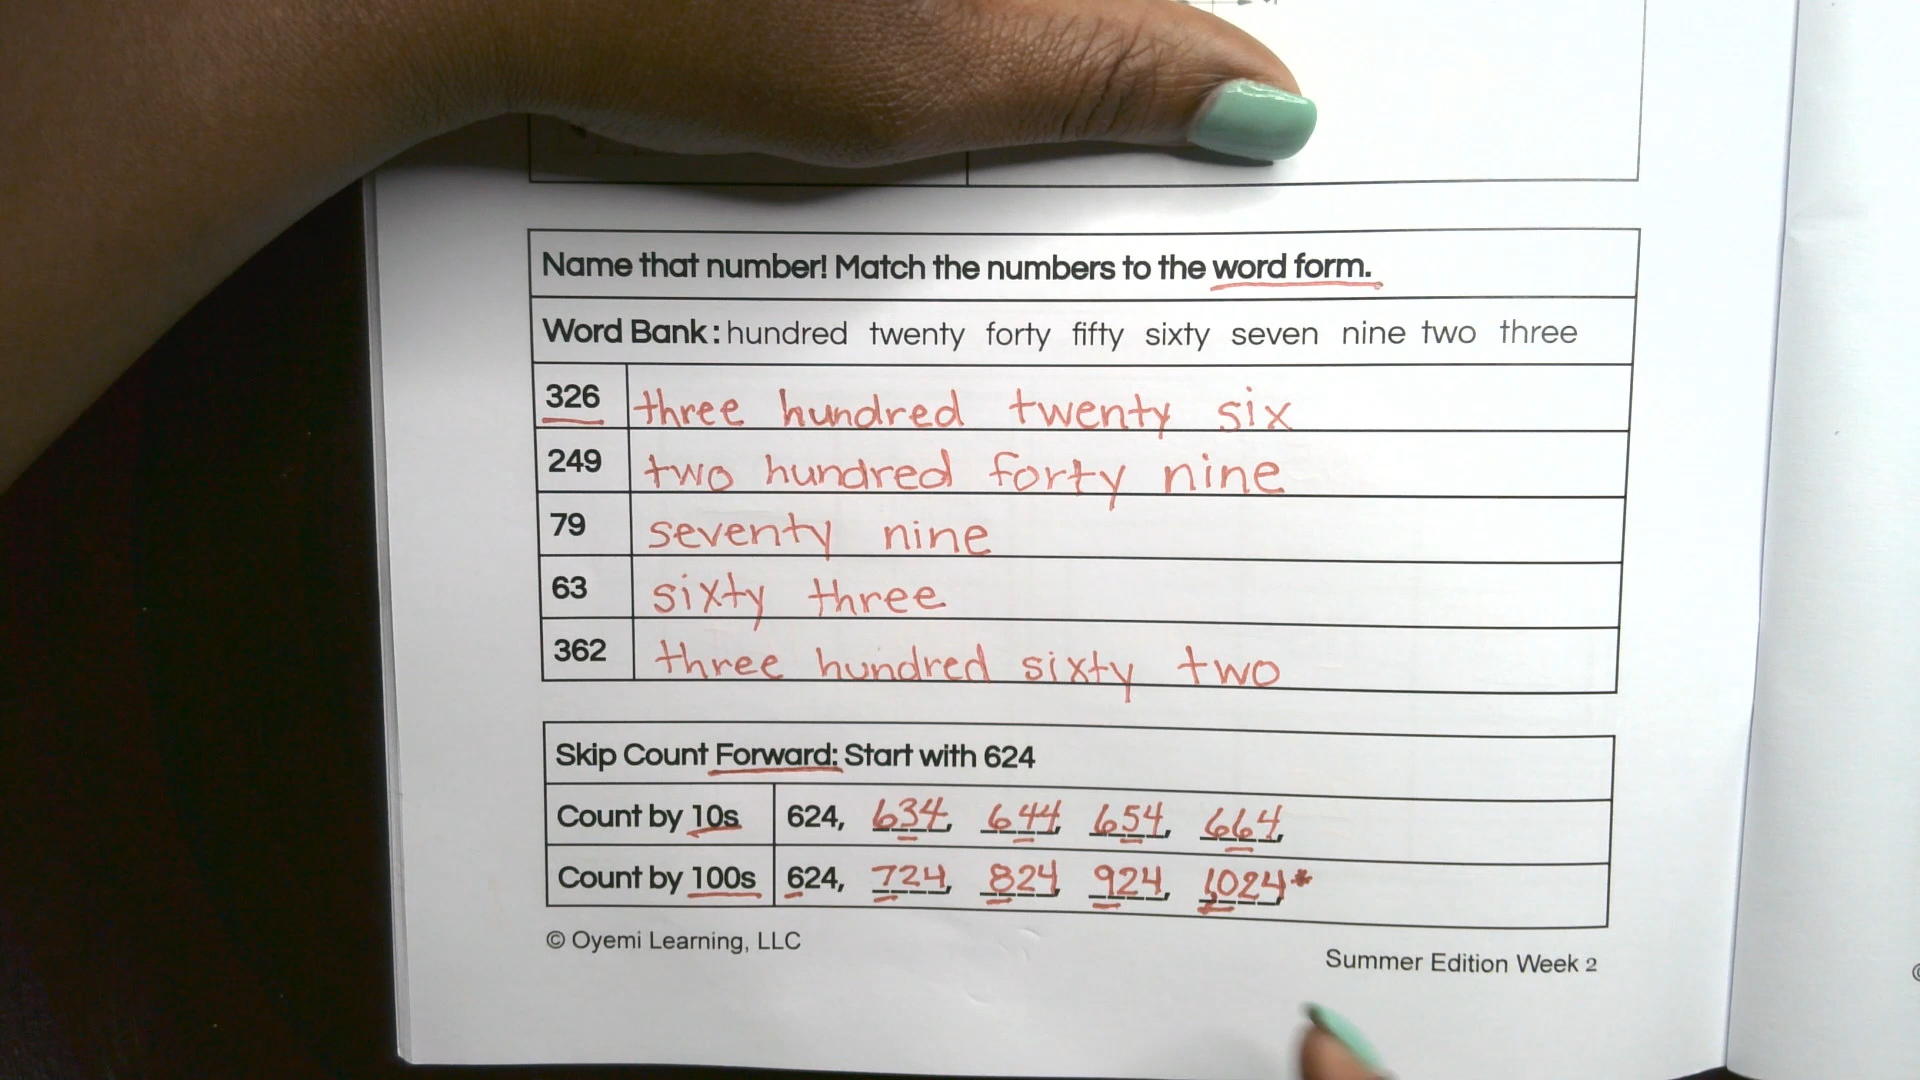 Name that number! Match the numbers to the word form.
Word Bank: hundred twenty forty fifty sixty seven nine two three
326 three hundred twenty six
249 two hundred forty nine
79 seventy nine
63 sixty three
362 three hundred sixty two
Skip Count Forward: Start with 624
Count by 10s 624, 634, 644, 654, 664,
Count by 100s 624, 724, 824, 924, 1024,*
© Oyemi Learning, LLC
Summer Edition Week 2
©